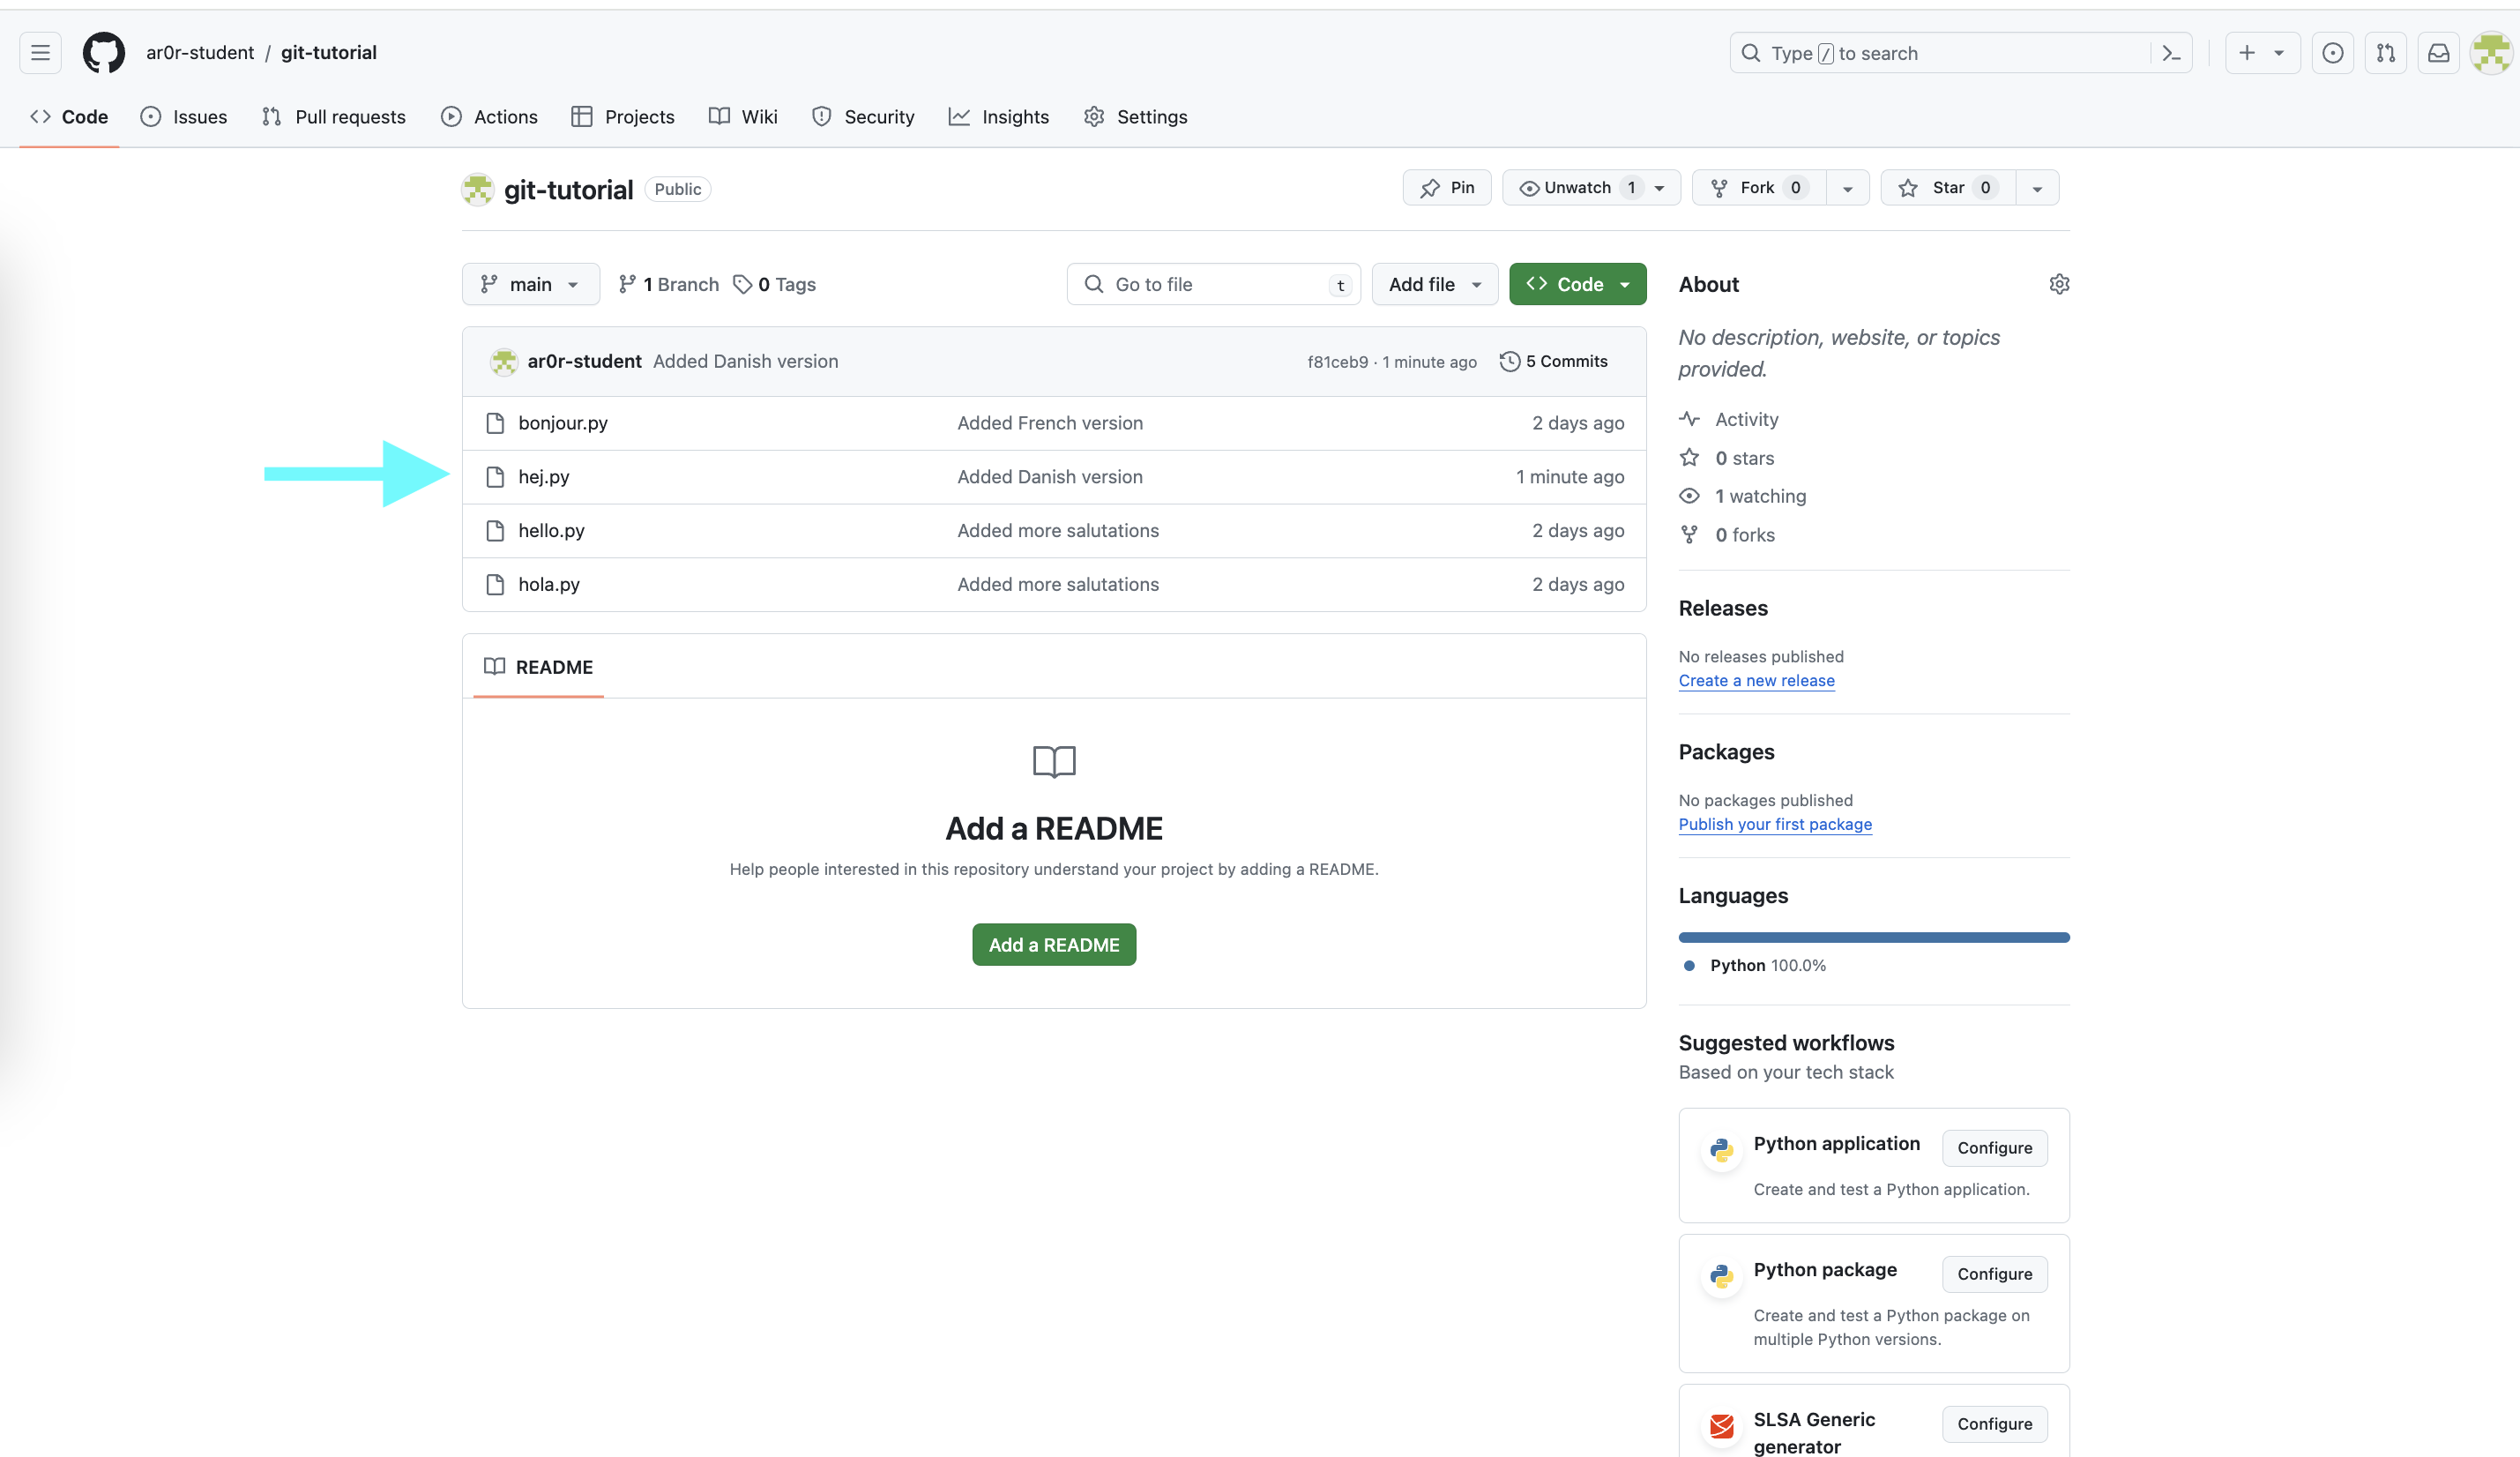 ar0r-student / git-tutorial
Type / to search
Code Issues Pull requests Actions Projects Wiki Security Insights Settings
git-tutorial Public
Pin Unwatch 1 Fork 0 Star 0
main 1 Branch 0 Tags Go to file t Add file Code
ar0r-student Added Danish version f81ceb9 · 1 minute ago 5 Commits
bonjour.py Added French version 2 days ago
hej.py Added Danish version 1 minute ago
hello.py Added more salutations 2 days ago
hola.py Added more salutations 2 days ago
README
Add a README
Help people interested in this repository understand your project by adding a README.
Add a README
About
No description, website, or topics
provided.
Activity
0 stars
1 watching
0 forks
Releases
No releases published
Create a new release
Packages
No packages published
Publish your first package
Languages
Python 100.0%
Suggested workflows
Based on your tech stack
Python application Configure
Create and test a Python application.
Python package Configure
Create and test a Python package on
multiple Python versions.
SLSA Generic Configure
generator